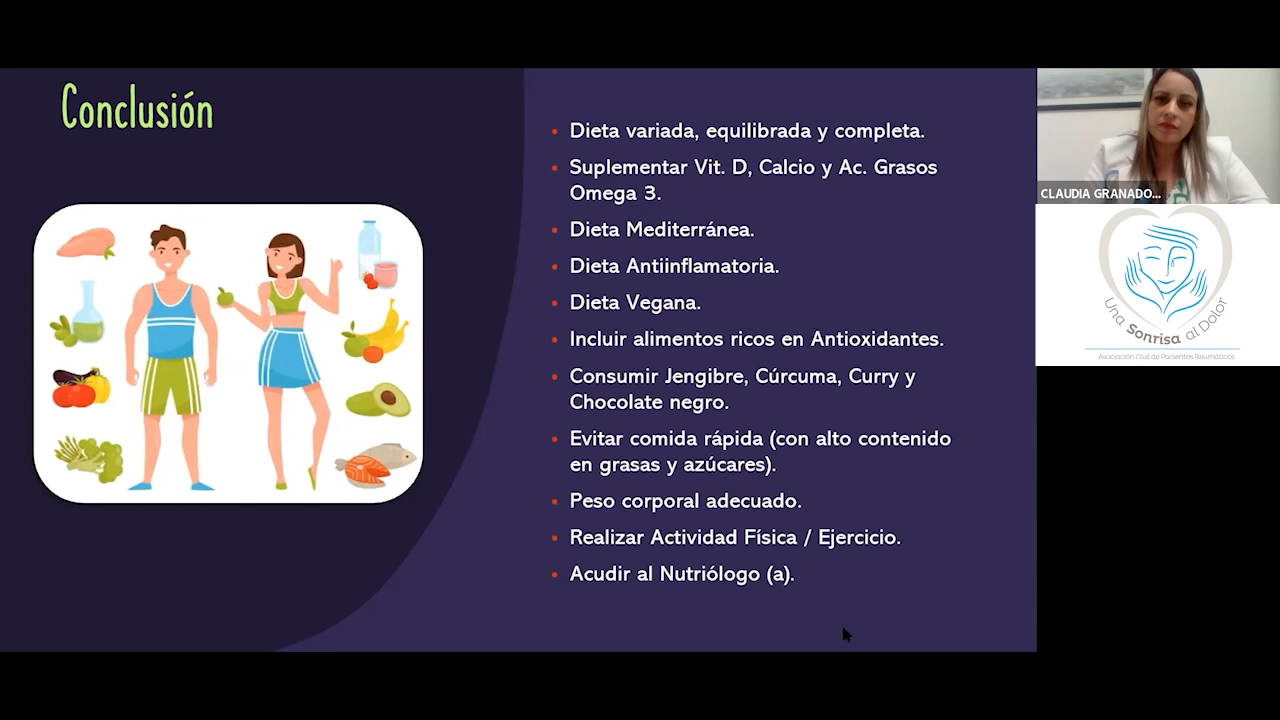 Conclusión
Dieta variada, equilibrada y completa.
Suplementar Vit. D, Calcio y Ac. Grasos
Omega 3.
Dieta Mediterránea.
Dieta Antiinflamatoria.
Dieta Vegana.
Incluir alimentos ricos en Antioxidantes.
Consumir Jengibre, Cúrcuma, Curry y
Chocolate negro.
Evitar comida rápida (con alto contenido
en grasas y azúcares).
Peso corporal adecuado.
Realizar Actividad Física / Ejercicio.
Acudir al Nutriólogo (a).
CLAUDIA GRANADO...
Una Sonrisa al Dolor
Asociación Civil de Pacientes Reumáticos